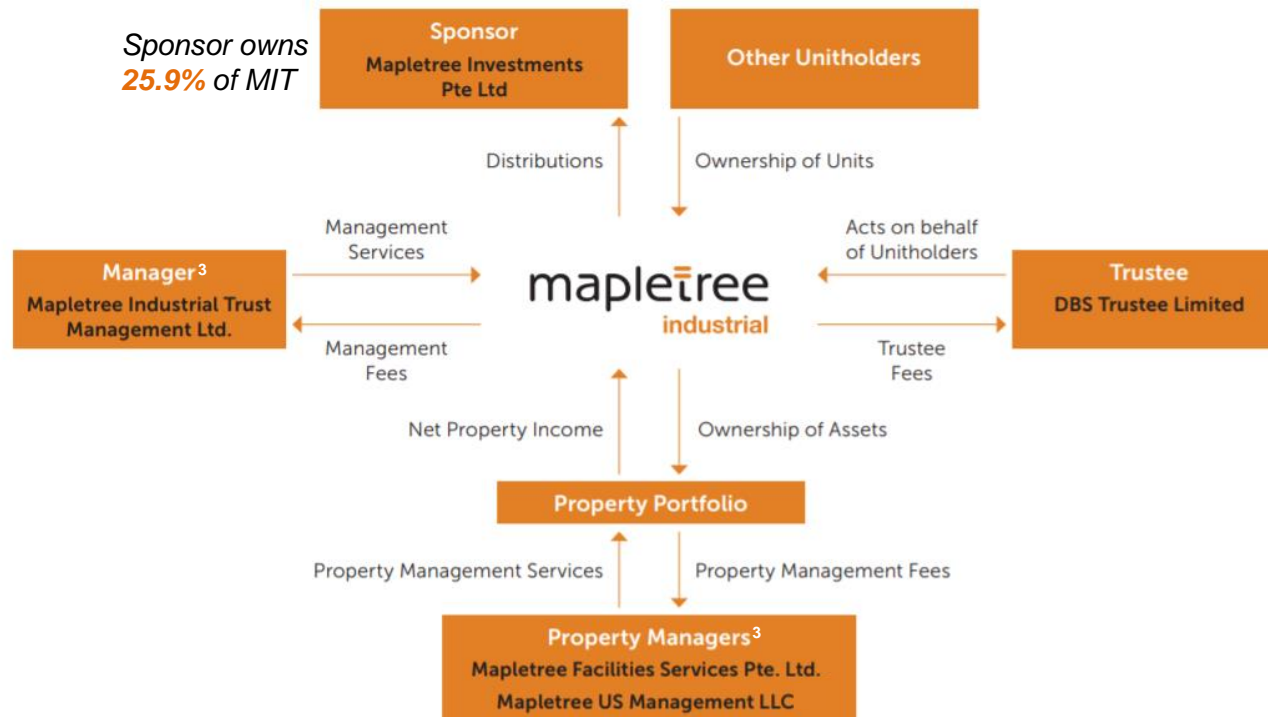 Sponsor owns
25.9% of MIT
Sponsor
Mapletree Investments
Pte Ltd
Other Unitholders
Distributions
Ownership of Units
Management
Services
Acts on behalf
of Unitholders
Manager³
Mapletree Industrial Trust
Management Ltd.
mapletree
industrial
Trustee
DBS Trustee Limited
Management
Fees
Trustee
Fees
Net Property Income
Ownership of Assets
Property Portfolio
Property Management Services
Property Management Fees
Property Managers³
Mapletree Facilities Services Pte. Ltd.
Mapletree US Management LLC